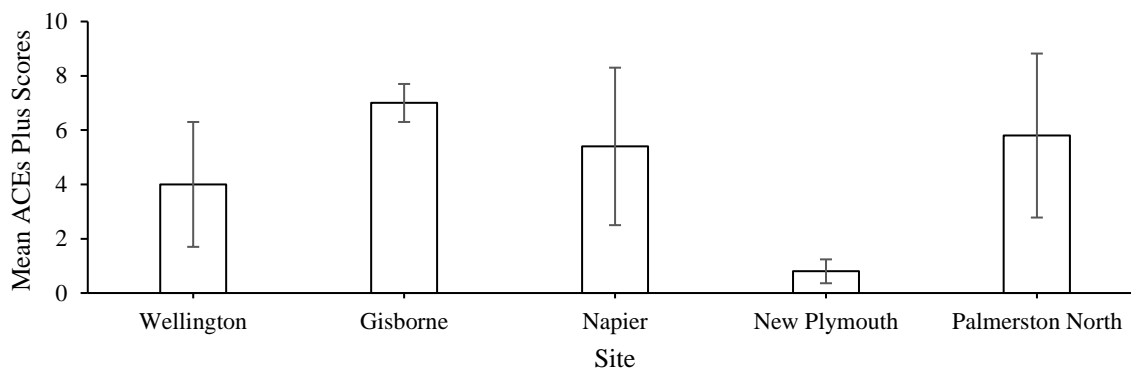 Mean ACEs Plus Scores
10
8
6
4
2
0
Wellington
Gisborne
Napier
New Plymouth
Palmerston North
Site